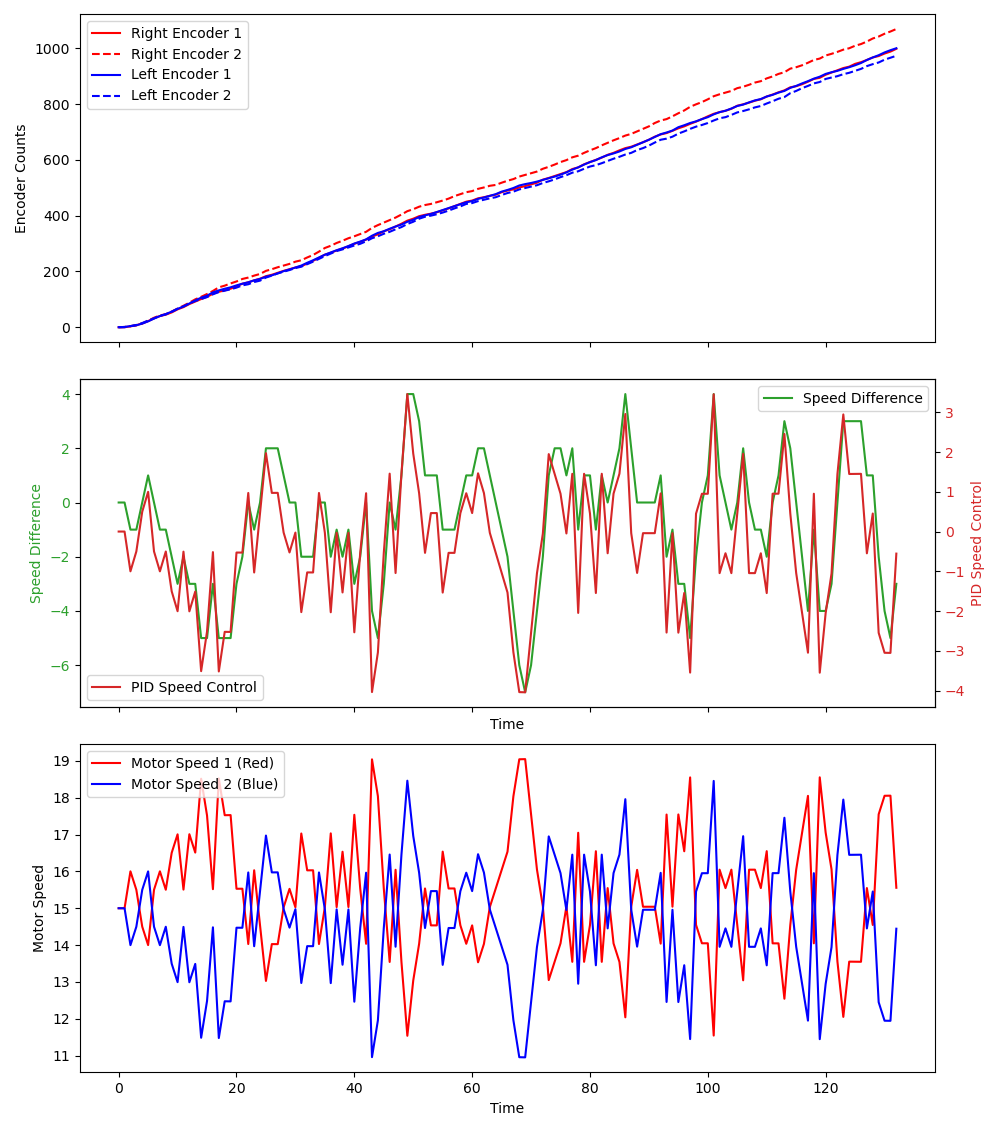 Right Encoder 1
Right Encoder 2
Left Encoder 1
Left Encoder 2
Encoder Counts
0
200
400
600
800
1000
Speed Difference
PID Speed Control
Speed Difference
4
2
0
−2
−4
−6
PID Speed Control
3
2
1
0
−1
−2
−3
−4
Time
Motor Speed 1 (Red)
Motor Speed 2 (Blue)
Motor Speed
19
18
17
16
15
14
13
12
11
0 20 40 60 80 100 120
Time